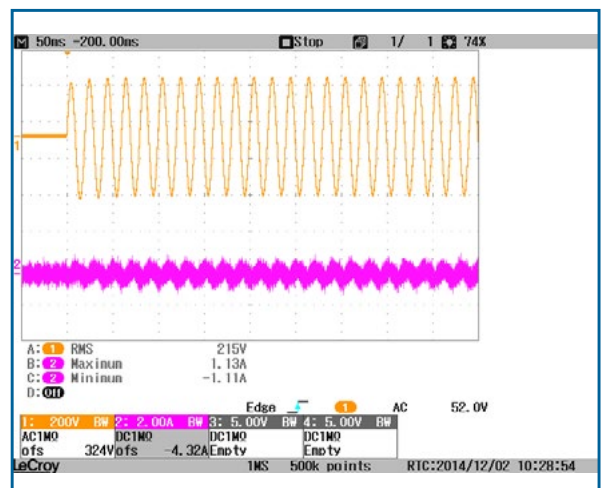 M 50ms -200.00ms Stop 1/ 1 74%
1
2
A: 1 RMS 215V
B: 2 Maximum 1.13A
C: 2 Minimum -1.11A
D: Off
Edge 1 AC 52.0V
1: 200V BW 2: 2.00A BW 3: 5.00V BW 4: 5.00V BW
AC1MΩ DC1MΩ DC1MΩ DC1MΩ
ofs 324V ofs -4.32A Empty Empty
LeCroy 1MS 500k points RTC:2014/12/02 10:28:54